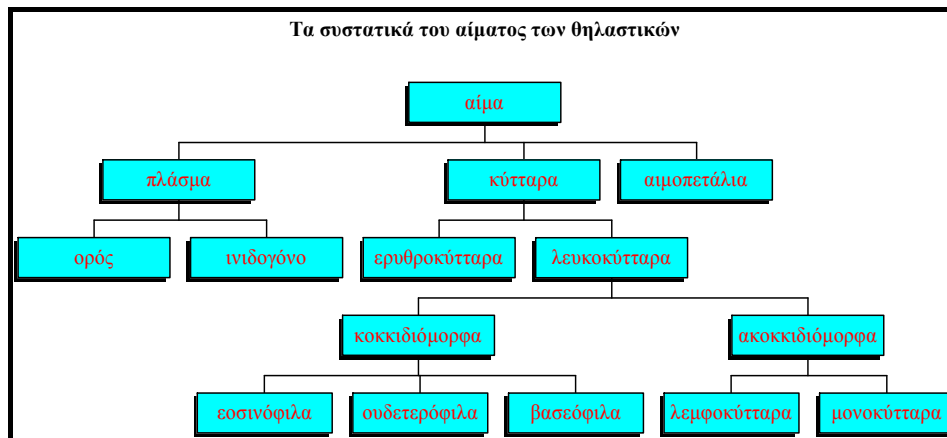 Τα συστατικά του αίματος των θηλαστικών
αίμα
πλάσμα κύτταρα αιμοπετάλια
ορός ινιδογόνο ερυθροκύτταρα λευκοκύτταρα
κοκκιδιόμορφα ακοκκιδιόμορφα
εοσινόφιλα ουδετερόφιλα βασεόφιλα λεμφοκύτταρα μονοκύτταρα